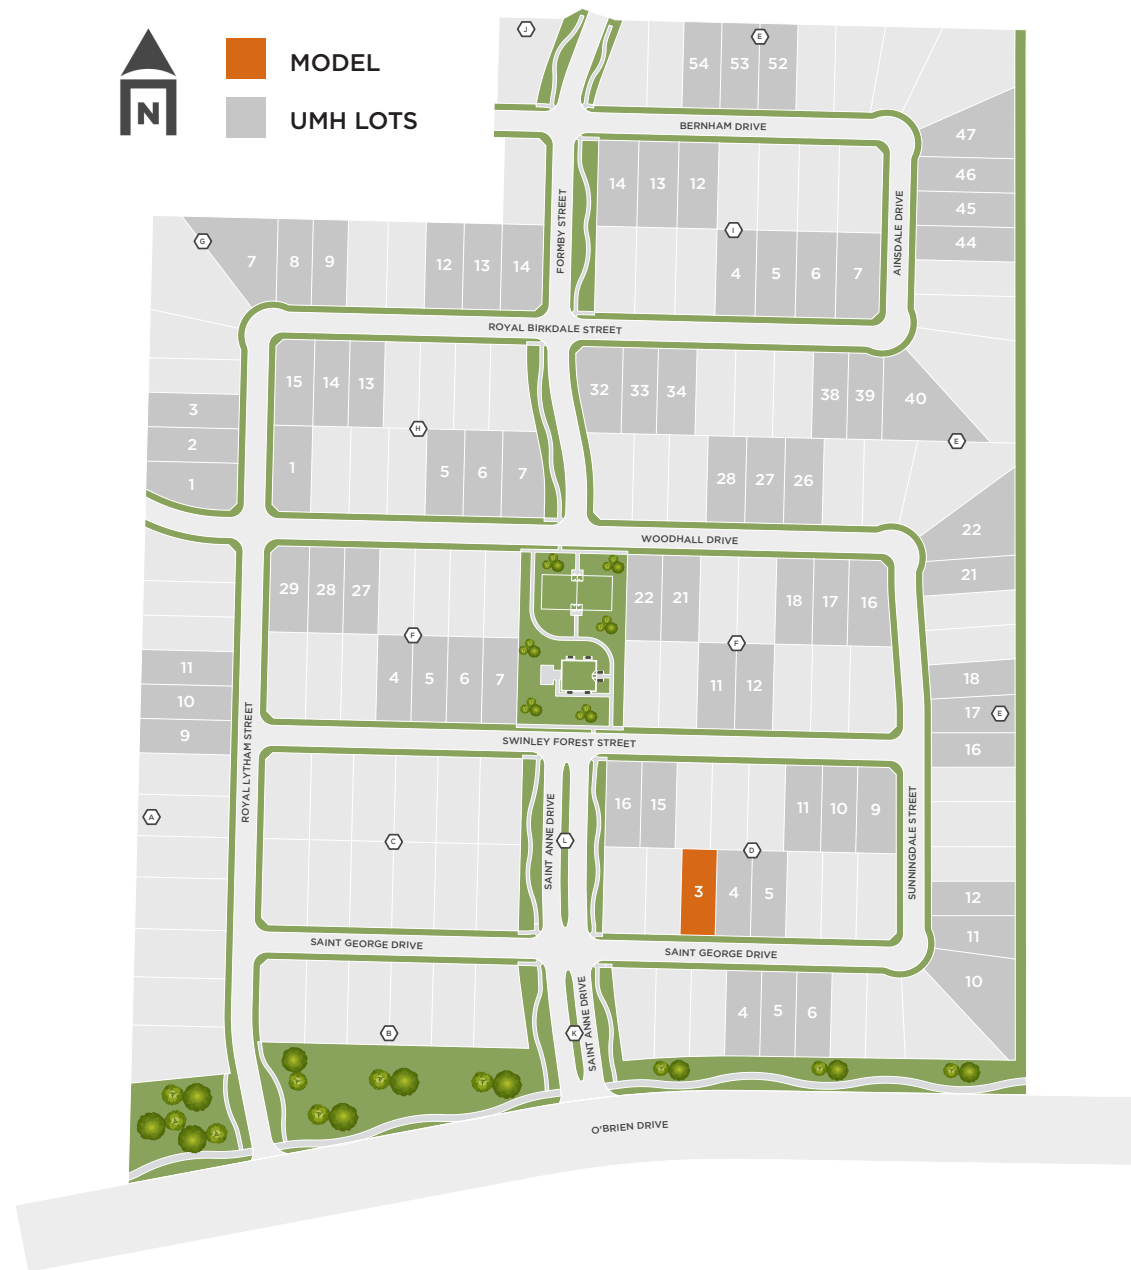 J
E
MODEL
54 53 52
N
UMH LOTS
BERNHAM DRIVE
47
46
14 13 12
45
FORMBY STREET
AINSDALE DRIVE
I
G
44
7 8 9
12 13 14
4 5 6 7
ROYAL BIRKDALE STREET
15 14 13
32 33 34
38 39 40
3
H
E
2
1
5 6 7
28 27 26
1
22
WOODHALL DRIVE
21
29 28 27
22 21
18 17 16
F
F
11
4 5 6 7
11 12
18
10
17
E
9
SWINLEY FOREST STREET
16
ROYAL LYTHAM STREET
16 15
11 10 9
A
SAINT ANNE DRIVE
L
SUNNINGDALE STREET
C
D
3 4 5
12
11
SAINT GEORGE DRIVE
SAINT GEORGE DRIVE
10
4 5 6
B
K
SAINT ANNE DRIVE
O'BRIEN DRIVE